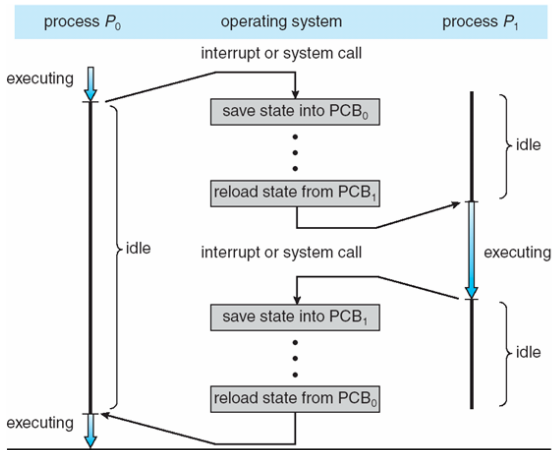 process P₀ operating system process P₁
interrupt or system call
executing
save state into PCB₀
idle
reload state from PCB₁
idle
interrupt or system call
executing
save state into PCB₁
idle
reload state from PCB₀
executing